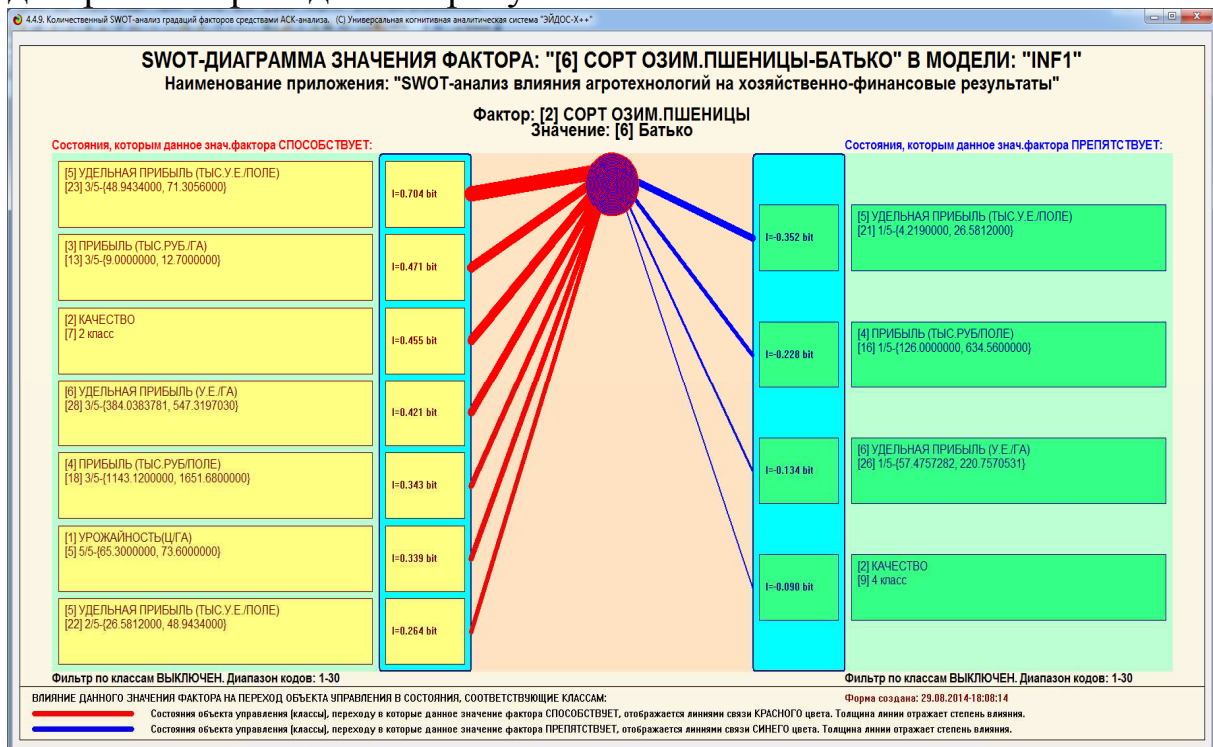 4.4.9. Количественный SWOT-анализ градаций факторов средствами АСК-анализа. (С) Универсальная когнитивная аналитическая система "ЭЙДОС-X++"
SWOT-ДИАГРАММА ЗНАЧЕНИЯ ФАКТОРА: "[6] СОРТ ОЗИМ.ПШЕНИЦЫ-БАТЬКО" В МОДЕЛИ: "INF1"
Наименование приложения: "SWOT-анализ влияния агротехнологий на хозяйственно-финансовые результаты"
Фактор: [2] СОРТ ОЗИМ.ПШЕНИЦЫ
Значение: [6] Батько
Состояния, которым данное знач.фактора СПОСОБСТВУЕТ:
[5] УДЕЛЬНАЯ ПРИБЫЛЬ (ТЫС.У.Е./ПОЛЕ)
[23] 3/5-{48.9434000, 71.3056000}
I=0.704 bit
[3] ПРИБЫЛЬ (ТЫС.РУБ./ГА)
[13] 3/5-{9.0000000, 12.7000000}
I=0.471 bit
[2] КАЧЕСТВО
[7] 2 класс
I=0.455 bit
[6] УДЕЛЬНАЯ ПРИБЫЛЬ (У.Е./ГА)
[28] 3/5-{384.0383781, 547.3197030}
I=0.421 bit
[4] ПРИБЫЛЬ (ТЫС.РУБ/ПОЛЕ)
[18] 3/5-{1143.1200000, 1651.6800000}
I=0.343 bit
[1] УРОЖАЙНОСТЬ(Ц/ГА)
[5] 5/5-{65.3000000, 73.6000000}
I=0.339 bit
[5] УДЕЛЬНАЯ ПРИБЫЛЬ (ТЫС.У.Е./ПОЛЕ)
[22] 2/5-{26.5812000, 48.9434000}
I=0.264 bit
Фильтр по классам ВЫКЛЮЧЕН. Диапазон кодов: 1-30
Состояния, которым данное знач.фактора ПРЕПЯТСТВУЕТ:
I=-0.352 bit
[5] УДЕЛЬНАЯ ПРИБЫЛЬ (ТЫС.У.Е./ПОЛЕ)
[21] 1/5-{4.2190000, 26.5812000}
I=-0.228 bit
[4] ПРИБЫЛЬ (ТЫС.РУБ/ПОЛЕ)
[16] 1/5-{126.0000000, 634.5600000}
I=-0.134 bit
[6] УДЕЛЬНАЯ ПРИБЫЛЬ (У.Е./ГА)
[26] 1/5-{57.4757282, 220.7570531}
I=-0.090 bit
[2] КАЧЕСТВО
[9] 4 класс
Фильтр по классам ВЫКЛЮЧЕН. Диапазон кодов: 1-30
ВЛИЯНИЕ ДАННОГО ЗНАЧЕНИЯ ФАКТОРА НА ПЕРЕХОД ОБЪЕКТА УПРАВЛЕНИЯ В СОСТОЯНИЯ, СООТВЕТСТВУЮЩИЕ КЛАССАМ:
Форма создана: 29.08.2014-18:08:14
Состояния объекта управления (классы), переходу в которые данное значение фактора СПОСОБСТВУЕТ, отображается линиями связи КРАСНОГО цвета. Толщина линии отражает степень влияния.
Состояния объекта управления (классы), переходу в которые данное значение фактора ПРЕПЯТСТВУЕТ, отображается линиями связи СИНЕГО цвета. Толщина линии отражает степень влияния.